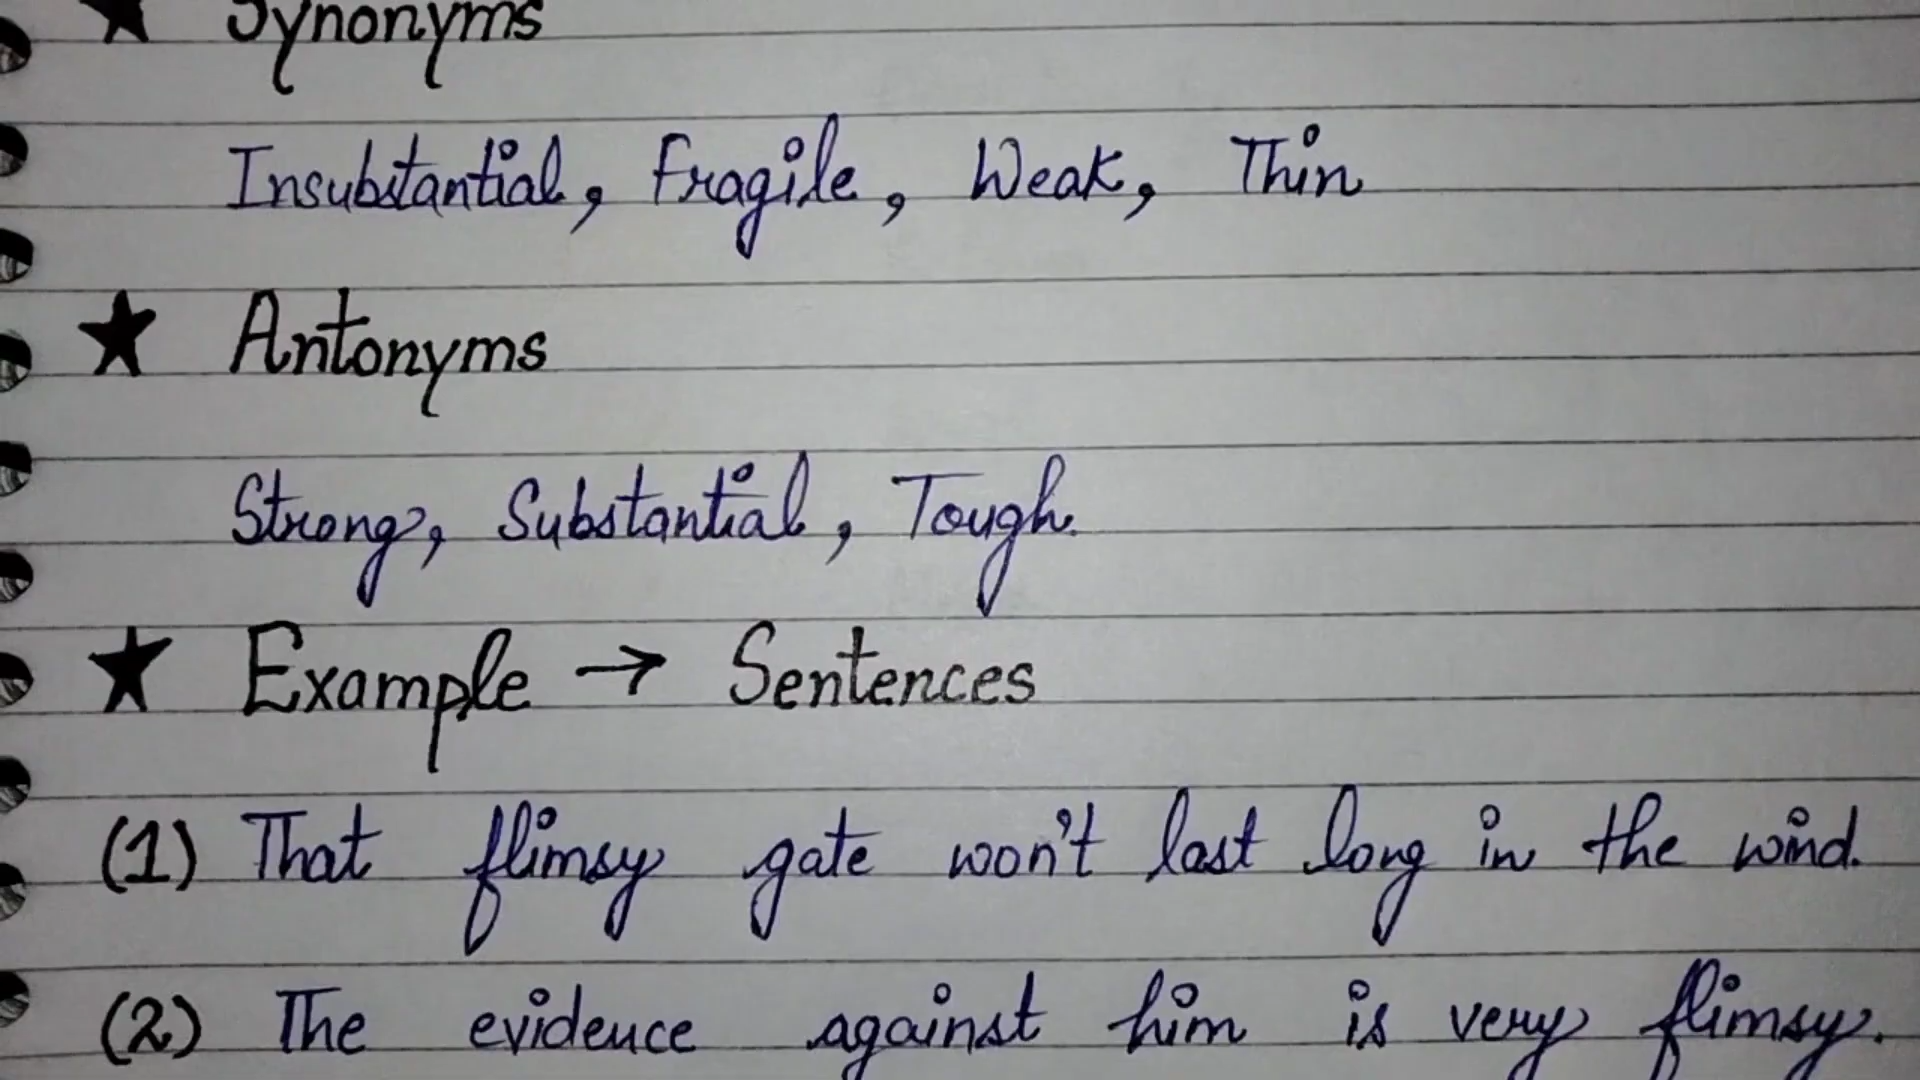 ★ Synonyms
Insubstantial, Fragile, Weak, Thin
★ Antonyms
Strong, Substantial, Tough.
★ Example → Sentences
(1) That flimsy gate won't last long in the wind.
(2) The evidence against him is very flimsy.